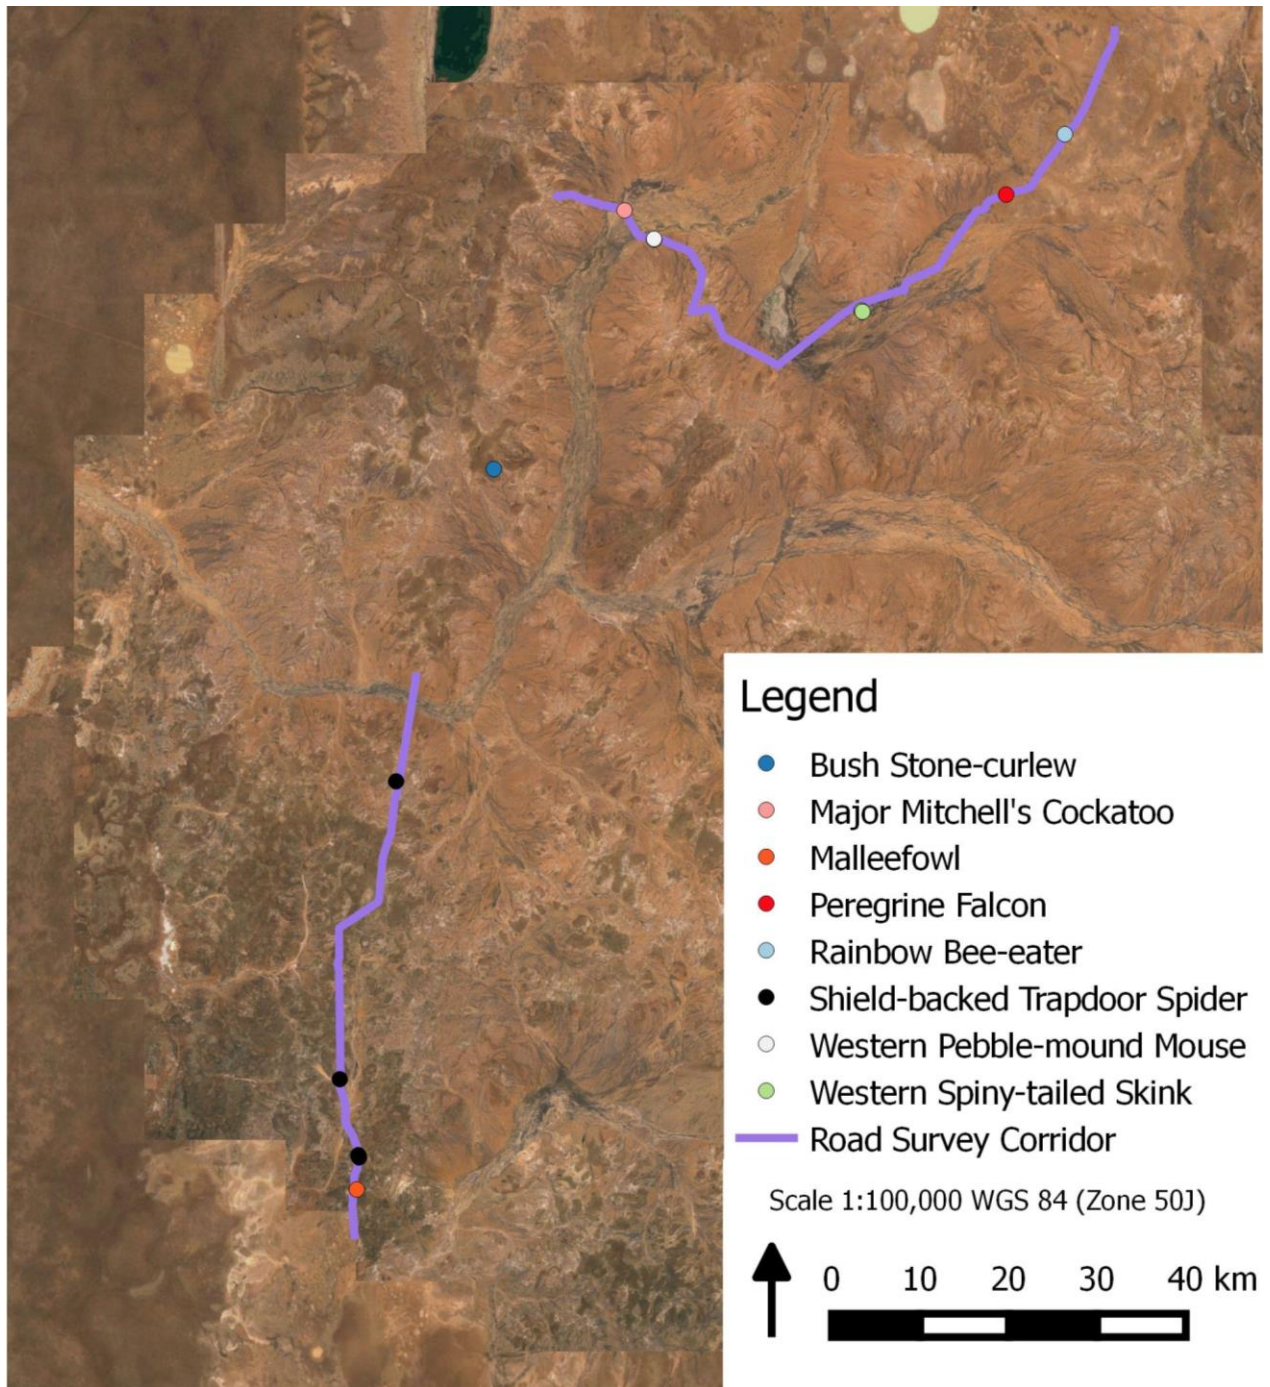 Legend
Bush Stone-curlew
Major Mitchell's Cockatoo
Malleefowl
Peregrine Falcon
Rainbow Bee-eater
Shield-backed Trapdoor Spider
Western Pebble-mound Mouse
Western Spiny-tailed Skink
Road Survey Corridor
Scale 1:100,000 WGS 84 (Zone 50J)
0 10 20 30 40 km